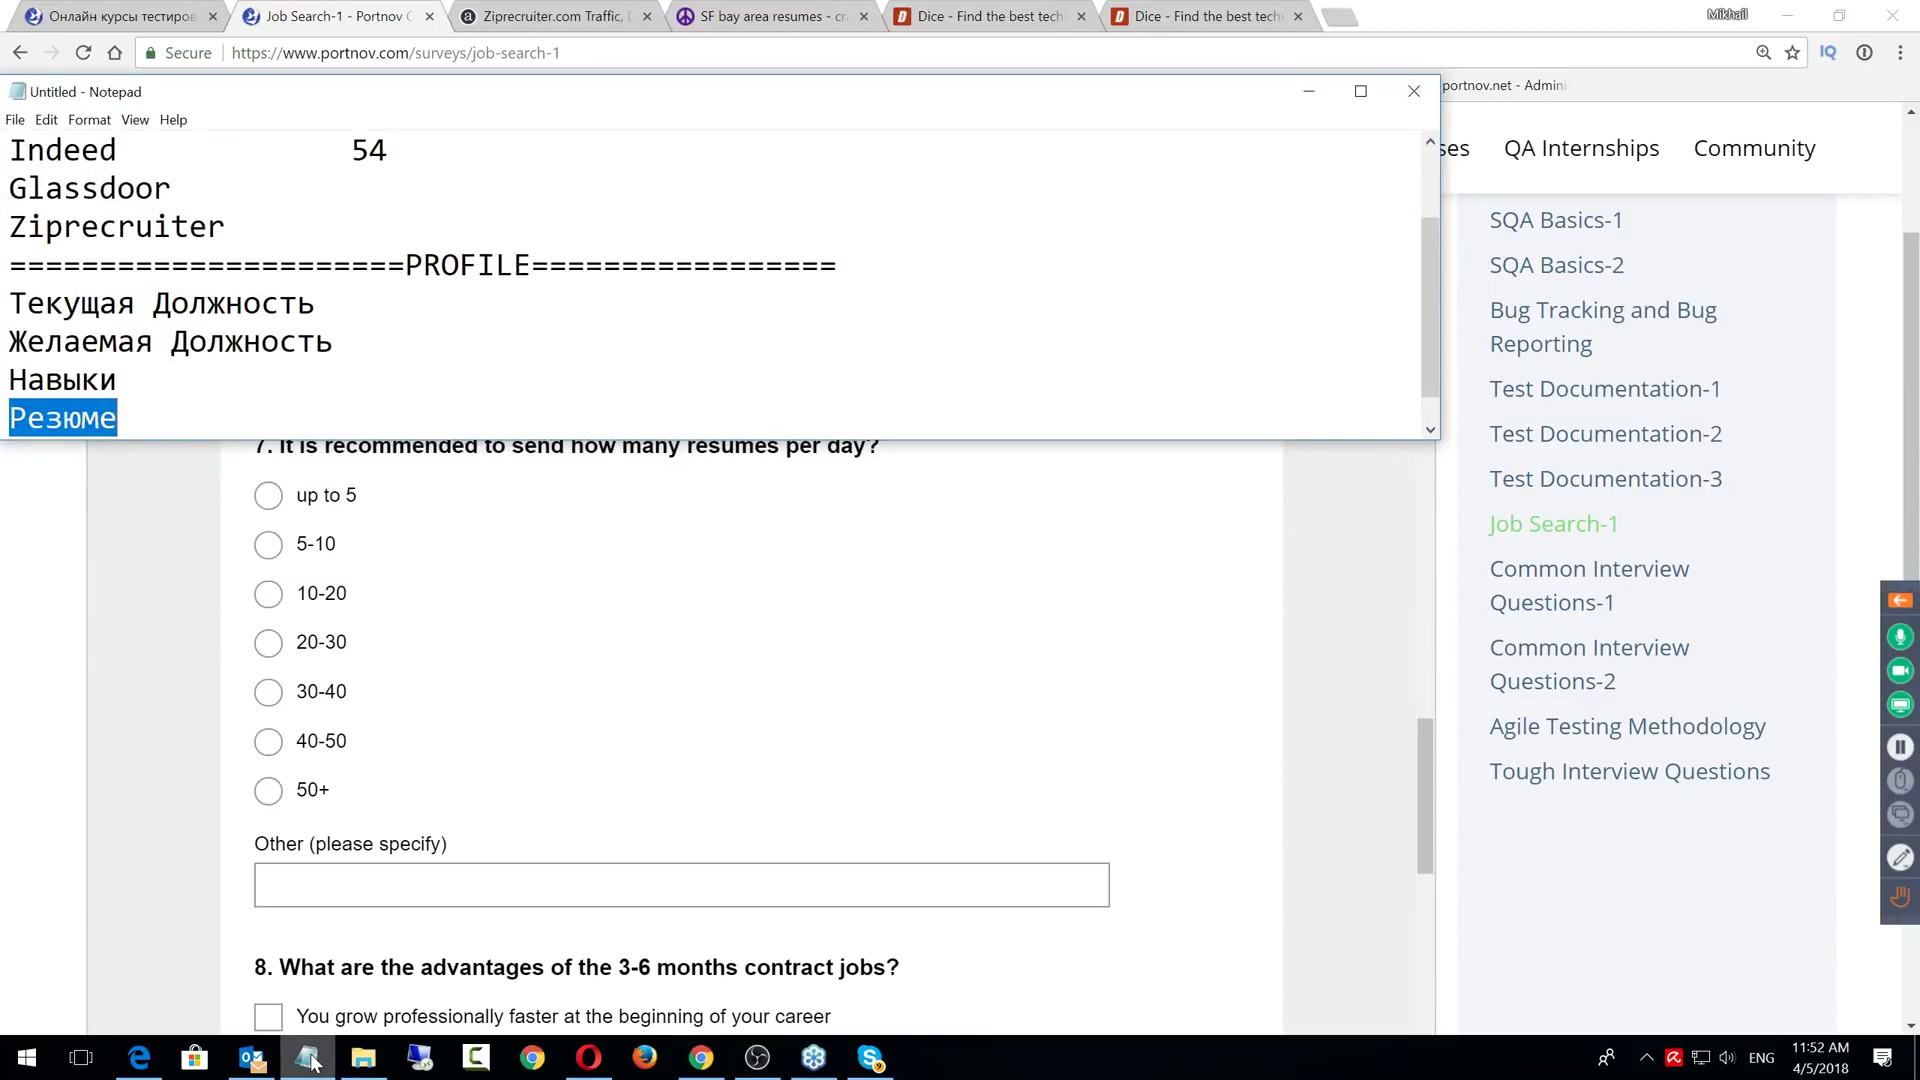 Онлайн курсы тестиров
Job Search-1 - Portnov C
Ziprecruiter.com Traffic, D
SF bay area resumes - cra
Dice - Find the best tech
Dice - Find the best tech
Mikhail
Secure
https://www.portnov.com/surveys/job-search-1
Untitled - Notepad
portnov.net - Admin
File Edit Format View Help
Indeed 54
Glassdoor
Ziprecruiter
======================PROFILE=================
Текущая Должность
Желаемая Должность
Навыки
Резюме
ses QA Internships Community
SQA Basics-1
SQA Basics-2
Bug Tracking and Bug
Reporting
Test Documentation-1
Test Documentation-2
Test Documentation-3
Job Search-1
Common Interview
Questions-1
Common Interview
Questions-2
Agile Testing Methodology
Tough Interview Questions
7. It is recommended to send how many resumes per day?
up to 5
5-10
10-20
20-30
30-40
40-50
50+
Other (please specify)
8. What are the advantages of the 3-6 months contract jobs?
You grow professionally faster at the beginning of your career
ENG
11:52 AM
4/5/2018